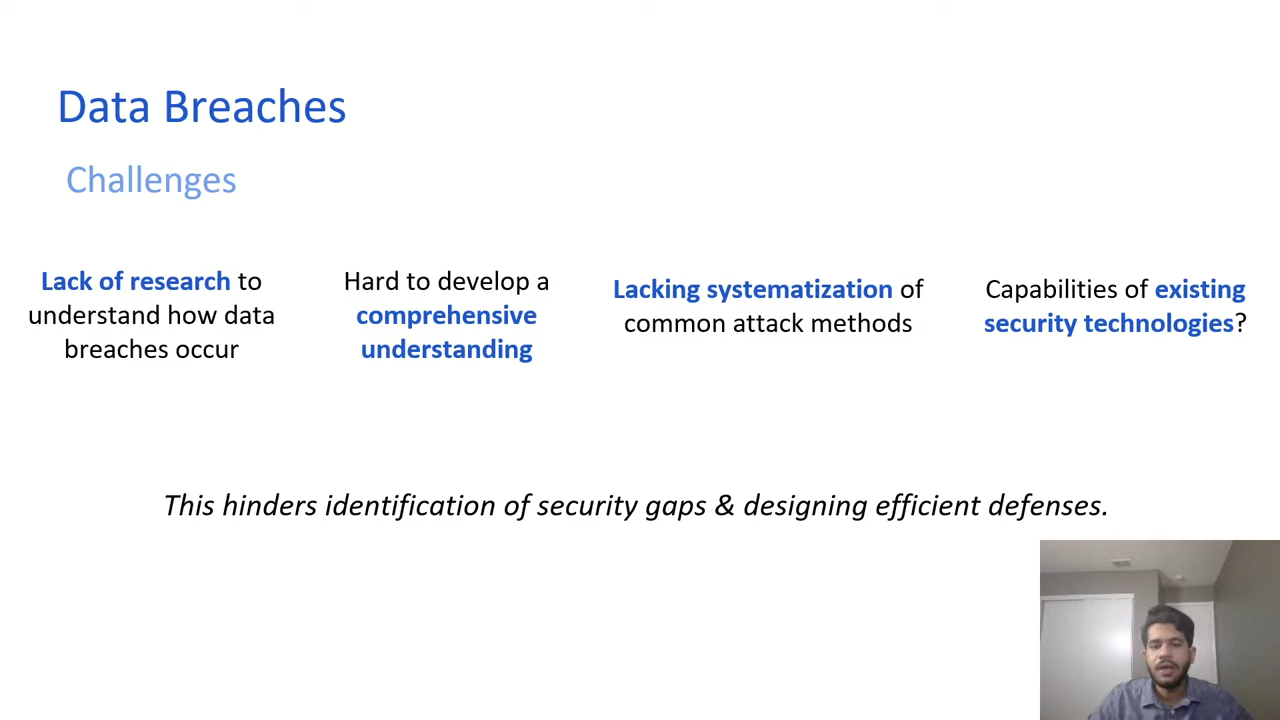 Data Breaches
Challenges
Lack of research to
understand how data
breaches occur
Hard to develop a
comprehensive
understanding
Lacking systematization of
common attack methods
Capabilities of existing
security technologies?
This hinders identification of security gaps & designing efficient defenses.